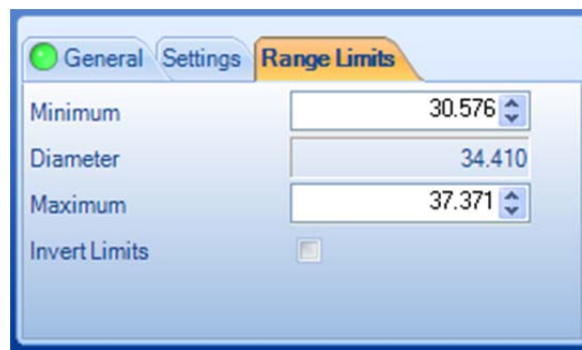 General Settings Range Limits
Minimum 30.576
Diameter 34.410
Maximum 37.371
Invert Limits